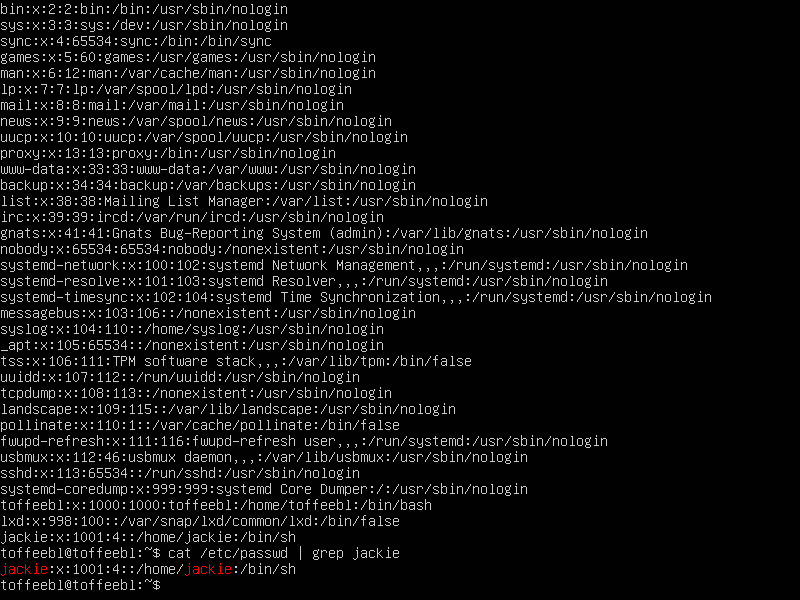 bin:x:2:2:bin:/bin:/usr/sbin/nologin
sys:x:3:3:sys:/dev:/usr/sbin/nologin
sync:x:4:65534:sync:/bin:/bin/sync
games:x:5:60:games:/usr/games:/usr/sbin/nologin
man:x:6:12:man:/var/cache/man:/usr/sbin/nologin
lp:x:7:7:lp:/var/spool/lpd:/usr/sbin/nologin
mail:x:8:8:mail:/var/mail:/usr/sbin/nologin
news:x:9:9:news:/var/spool/news:/usr/sbin/nologin
uucp:x:10:10:uucp:/var/spool/uucp:/usr/sbin/nologin
proxy:x:13:13:proxy:/bin:/usr/sbin/nologin
www-data:x:33:33:www-data:/var/www:/usr/sbin/nologin
backup:x:34:34:backup:/var/backups:/usr/sbin/nologin
list:x:38:38:Mailing List Manager:/var/list:/usr/sbin/nologin
irc:x:39:39:ircd:/var/run/ircd:/usr/sbin/nologin
gnats:x:41:41:Gnats Bug-Reporting System (admin):/var/lib/gnats:/usr/sbin/nologin
nobody:x:65534:65534:nobody:/nonexistent:/usr/sbin/nologin
systemd-network:x:100:102:systemd Network Management,,,:/run/systemd:/usr/sbin/nologin
systemd-resolve:x:101:103:systemd Resolver,,,:/run/systemd:/usr/sbin/nologin
systemd-timesync:x:102:104:systemd Time Synchronization,,,:/run/systemd:/usr/sbin/nologin
messagebus:x:103:106::/nonexistent:/usr/sbin/nologin
syslog:x:104:110::/home/syslog:/usr/sbin/nologin
_apt:x:105:65534::/nonexistent:/usr/sbin/nologin
tss:x:106:111:TPM software stack,,,:/var/lib/tpm:/bin/false
uuidd:x:107:112::/run/uuidd:/usr/sbin/nologin
tcpdump:x:108:113::/nonexistent:/usr/sbin/nologin
landscape:x:109:115::/var/lib/landscape:/usr/sbin/nologin
pollinate:x:110:1::/var/cache/pollinate:/bin/false
fwupd-refresh:x:111:116:fwupd-refresh user,,,:/run/systemd:/usr/sbin/nologin
usbmux:x:112:46:usbmux daemon,,,:/var/lib/usbmux:/usr/sbin/nologin
sshd:x:113:65534::/run/sshd:/usr/sbin/nologin
systemd-coredump:x:999:999:systemd Core Dumper:/:/usr/sbin/nologin
toffeebl:x:1000:1000:toffeebl:/home/toffeebl:/bin/bash
lxd:x:998:100::/var/snap/lxd/common/lxd:/bin/false
jackie:x:1001:4::/home/jackie:/bin/sh
toffeebl@toffeebl:~$ cat /etc/passwd | grep jackie
jackie:x:1001:4::/home/jackie:/bin/sh
toffeebl@toffeebl:~$